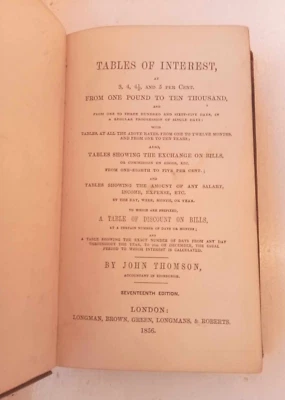 TABLES OF INTEREST,
AT
3, 4, 4½, AND 5 PER CENT.
FROM ONE POUND TO TEN THOUSAND,
AND
FROM ONE TO THREE HUNDRED AND SIXTY-FIVE DAYS, IN
A REGULAR PROGRESSION OF SINGLE DAYS;
WITH
TABLES AT ALL THE ABOVE RATES, FROM ONE TO TWELVE MONTHS,
AND FROM ONE TO TEN YEARS;
ALSO,
TABLES SHOWING THE EXCHANGE ON BILLS,
OR COMMISSION ON GOODS, ETC.
FROM ONE-EIGHTH TO FIVE PER CENT.;
AND
TABLES SHOWING THE AMOUNT OF ANY SALARY,
INCOME, EXPENSE, ETC.
BY THE DAY, WEEK, MONTH, OR YEAR.
TO WHICH ARE PREFIXED,
A TABLE OF DISCOUNT ON BILLS,
AT A CERTAIN NUMBER OF DAYS OR MONTHS;
AND
A TABLE SHOWING THE EXACT NUMBER OF DAYS FROM ANY DAY
THROUGHOUT THE YEAR, TO THE 31st DECEMBER, THE USUAL
PERIOD TO WHICH INTEREST IS CALCULATED.
BY JOHN THOMSON,
ACCOUNTANT IN EDINBURGH.
SEVENTEENTH EDITION.
LONDON:
LONGMAN, BROWN, GREEN, LONGMANS, & ROBERTS.
1856.